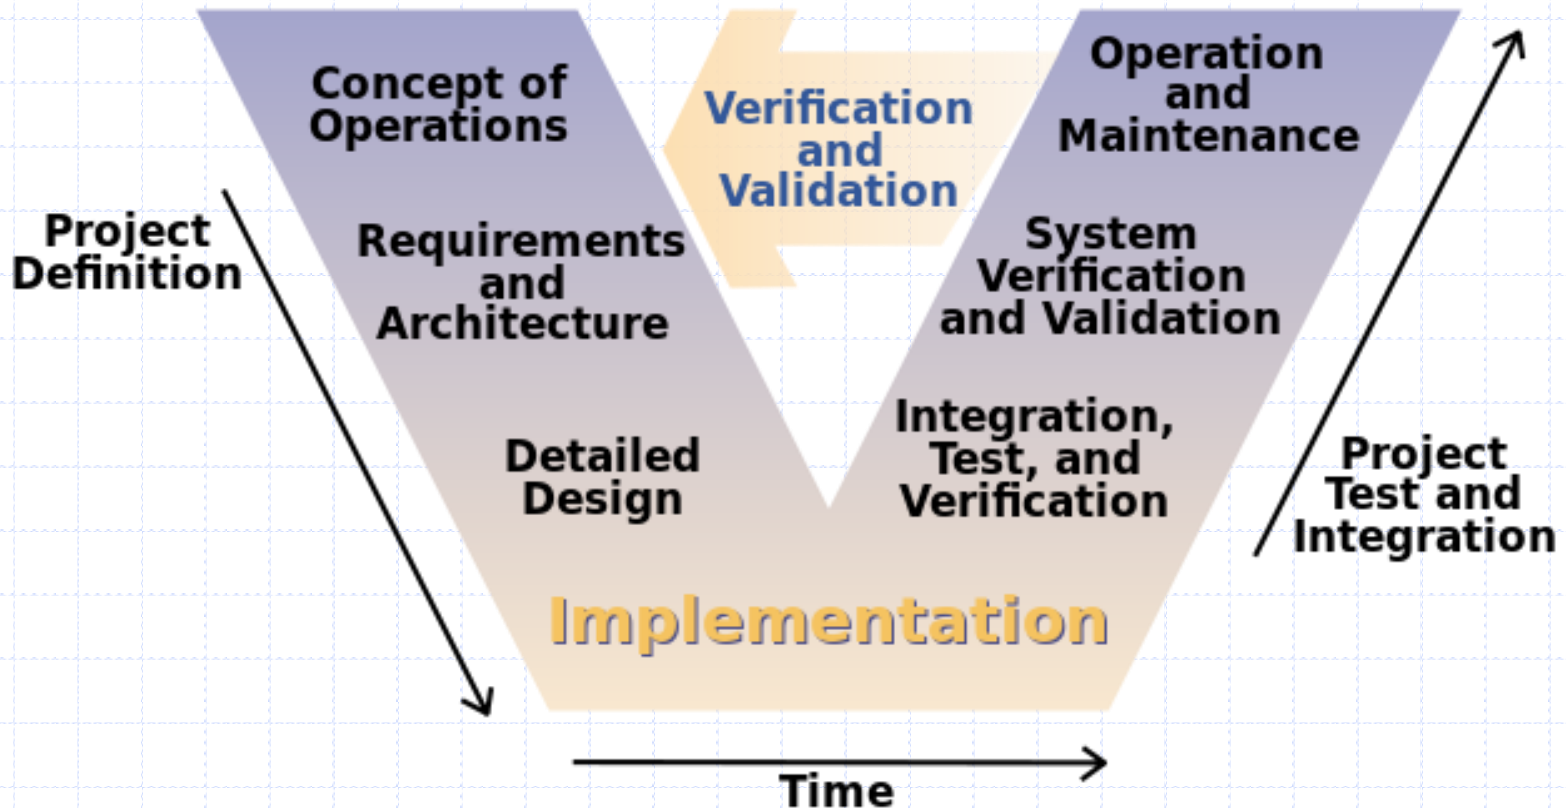 Concept of
Operations
Verification
and
Validation
Operation
and
Maintenance
Project
Definition
Requirements
and
Architecture
System
Verification
and Validation
Detailed
Design
Integration,
Test, and
Verification
Project
Test and
Integration
Implementation
Time